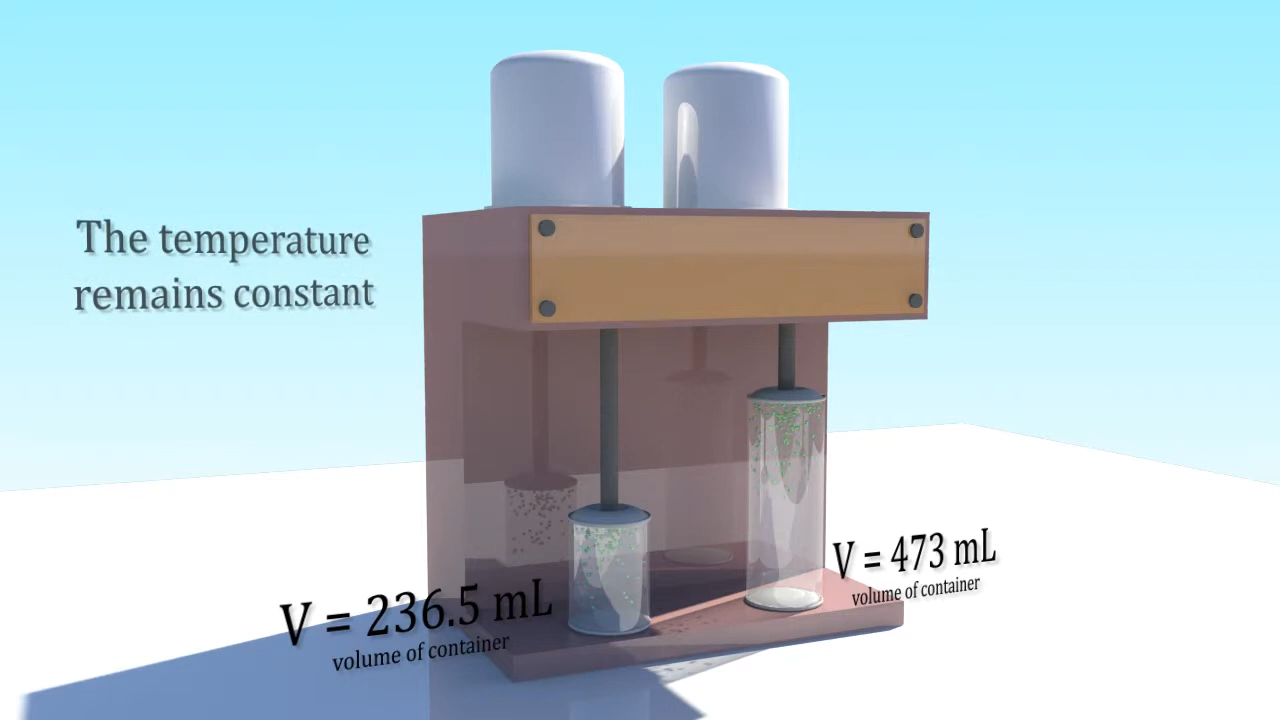 The temperature
remains constant
V = 236.5 mL
volume of container
V = 473 mL
volume of container